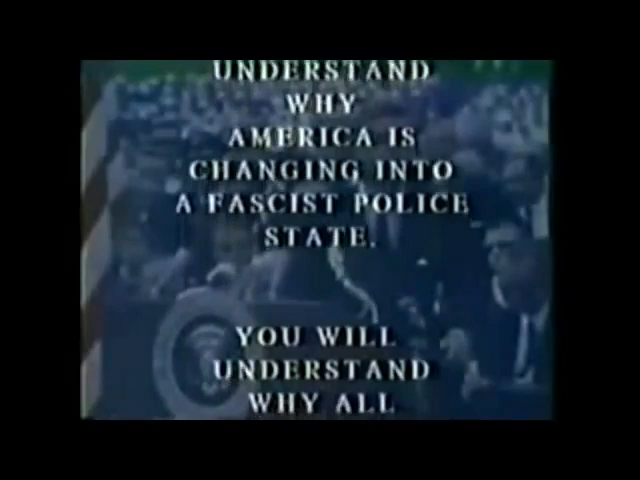 UNDERSTAND
WHY
AMERICA IS
CHANGING INTO
A FASCIST POLICE
STATE.
YOU WILL
UNDERSTAND
WHY ALL